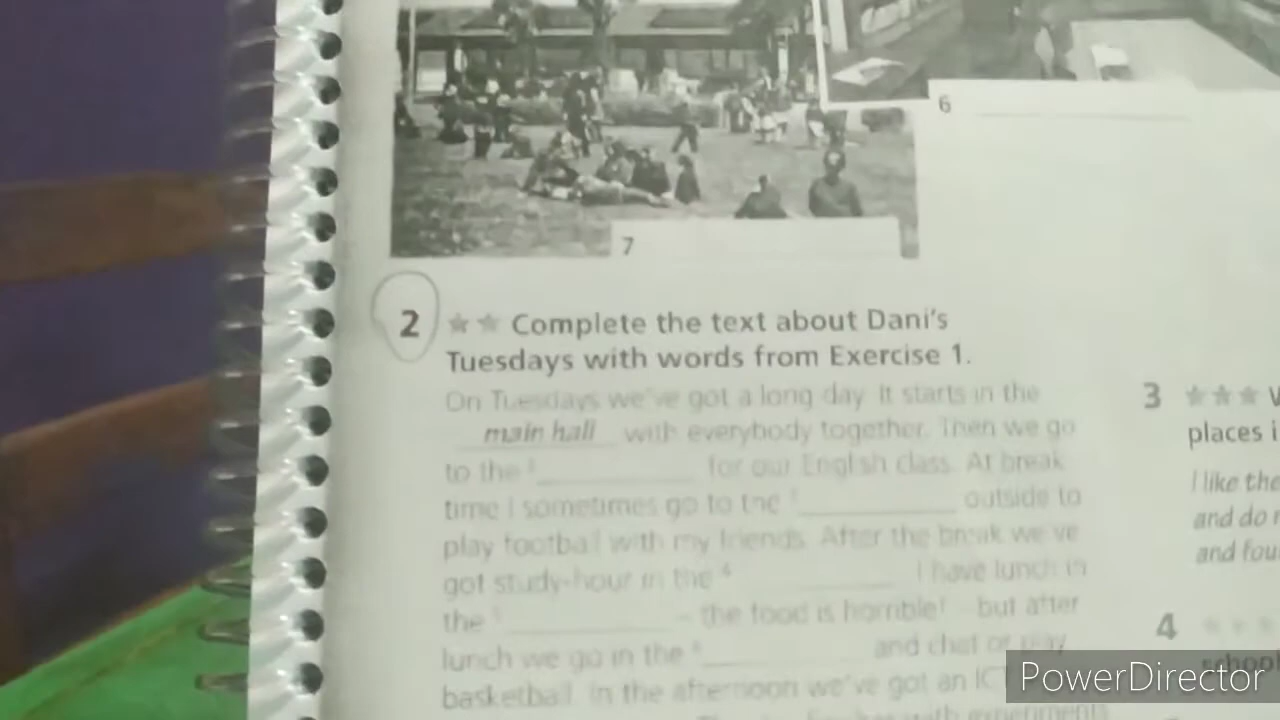 6
7
2 ★★ Complete the text about Dani's
Tuesdays with words from Exercise 1.
On Tuesdays we've got a long day. It starts in the
main hall with everybody together. Then we go
to the for our English class. At break
time I sometimes go to the outside to
play football with my friends. After the break we've
got study-hour in the 4 I have lunch in
the – the food is horrible! – but after
lunch we go in the and chat or play
basketball. In the afternoon we've got an
with experiments
3 ★★★
places i
I like the
and do
and fou
4 ★★★
school
PowerDirector